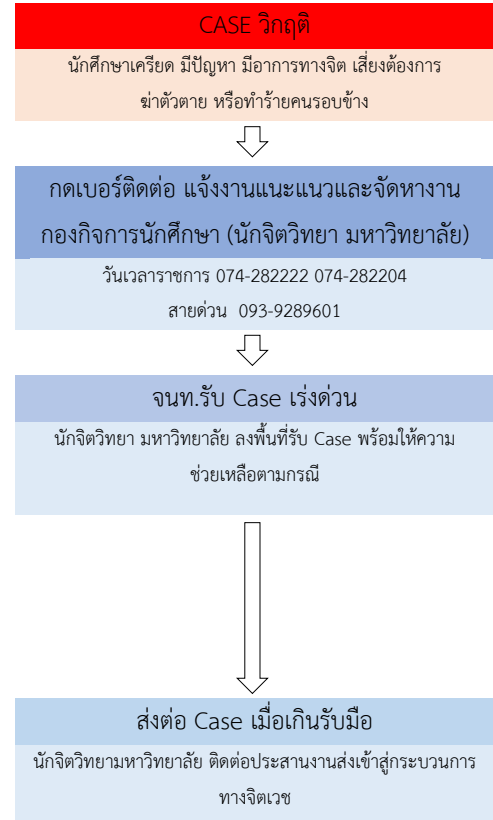 CASE วิกฤติ
นักศึกษาเครียด มีปัญหา มีอาการทางจิต เสี่ยงต้องการ
ฆ่าตัวตาย หรือทำร้ายคนรอบข้าง
กดเบอร์ติดต่อ แจ้งงานแนะแนวและจัดหางาน
กองกิจการนักศึกษา (นักจิตวิทยา มหาวิทยาลัย)
วันเวลาราชการ 074-282222 074-282204
สายด่วน 093-9289601
จนท.รับ Case เร่งด่วน
นักจิตวิทยา มหาวิทยาลัย ลงพื้นที่รับ Case พร้อมให้ความ
ช่วยเหลือตามกรณี
ส่งต่อ Case เมื่อเกินรับมือ
นักจิตวิทยามหาวิทยาลัย ติดต่อประสานงานส่งเข้าสู่กระบวนการ
ทางจิตเวช